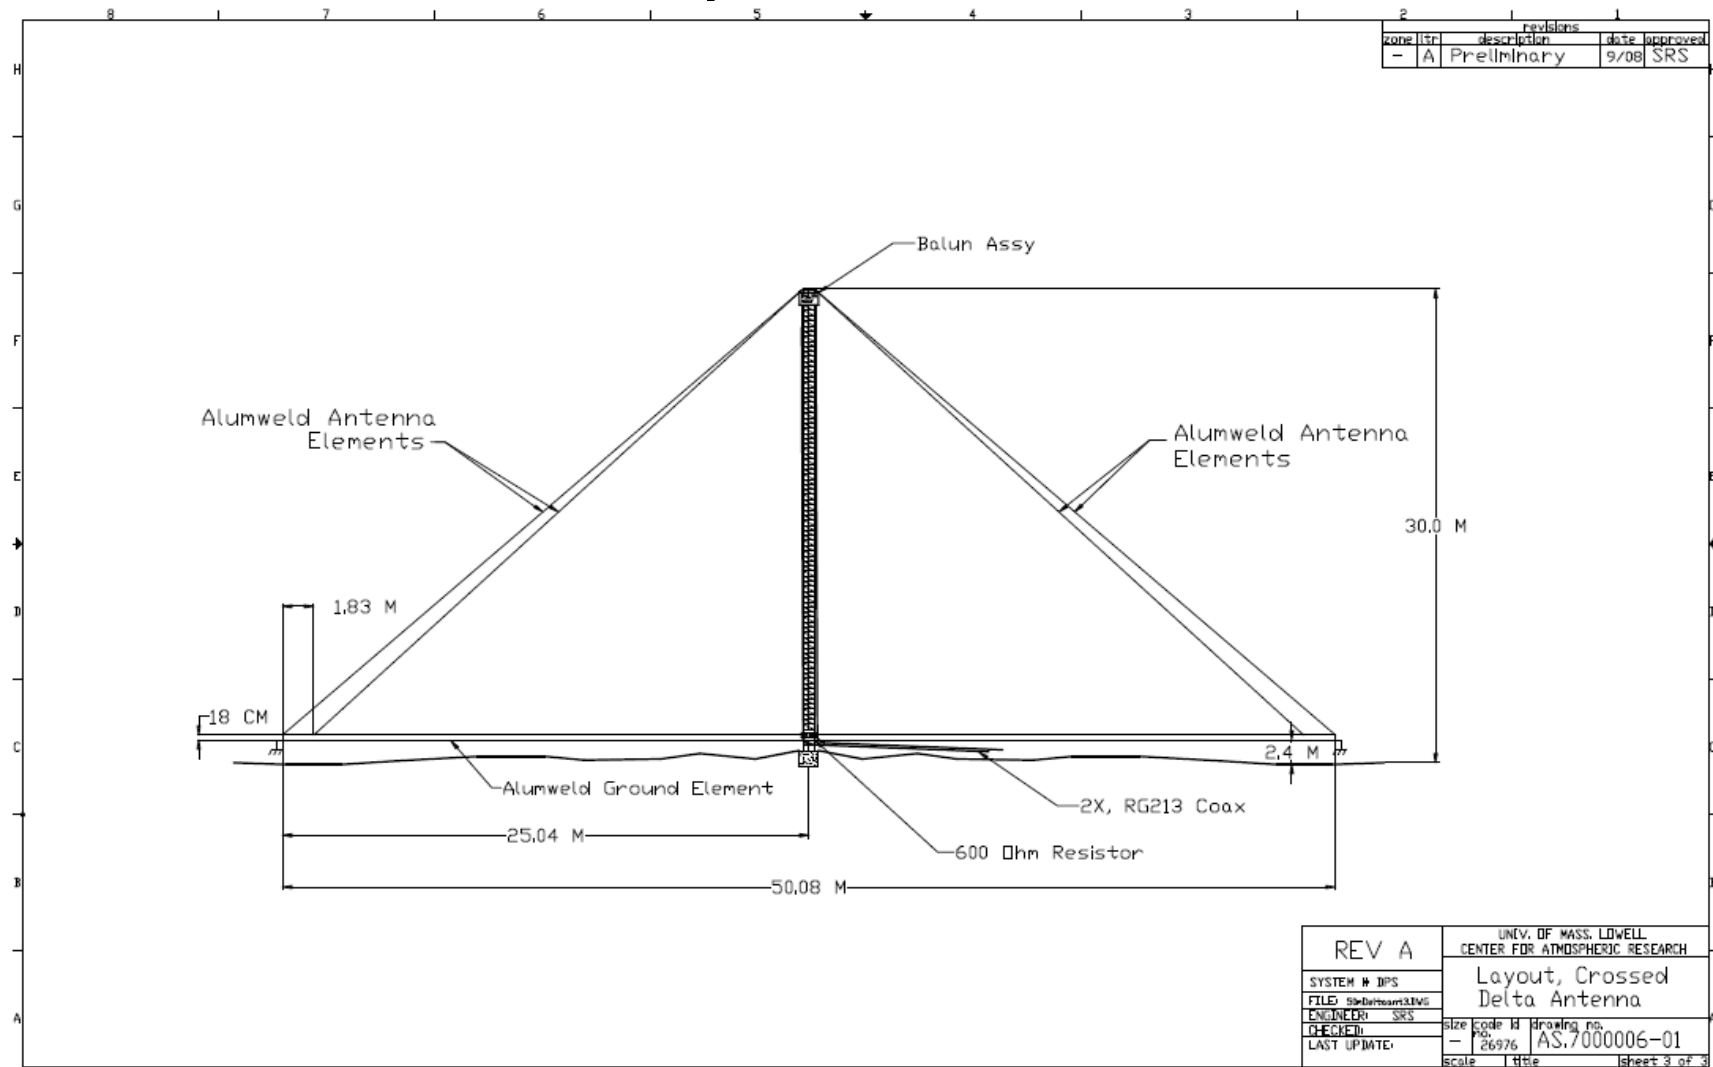 8 7 6 5 4 3 2 1
revisions
zone ltr description date approved
- A Preliminary 9/08 SRS
H
G
F
E
D
C
B
A
Balun Assy
Alumweld Antenna
Elements
Alumweld Antenna
Elements
30.0 M
1.83 M
18 CM
2.4 M
Alumweld Ground Element
2X, RG213 Coax
25.04 M
600 Ohm Resistor
50.08 M
REV A
SYSTEM # DPS
FILE:
ENGINEER: SRS
CHECKED:
LAST UPDATE:
UNIV. OF MASS. LOWELL
CENTER FOR ATMOSPHERIC RESEARCH
Layout, Crossed
Delta Antenna
size code id no. drawing no.
- 26976 AS.7000006-01
scale title sheet 3 of 3